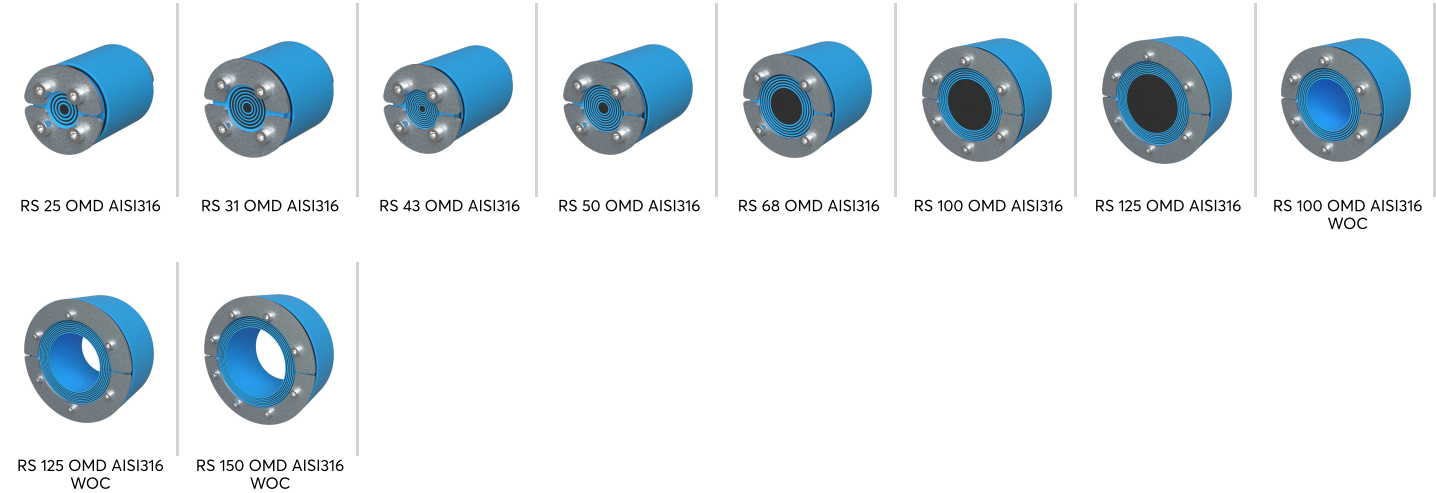 RS 25 OMD AISI316
RS 31 OMD AISI316
RS 43 OMD AISI316
RS 50 OMD AISI316
RS 68 OMD AISI316
RS 100 OMD AISI316
RS 125 OMD AISI316
RS 100 OMD AISI316
WOC
RS 125 OMD AISI316
WOC
RS 150 OMD AISI316
WOC